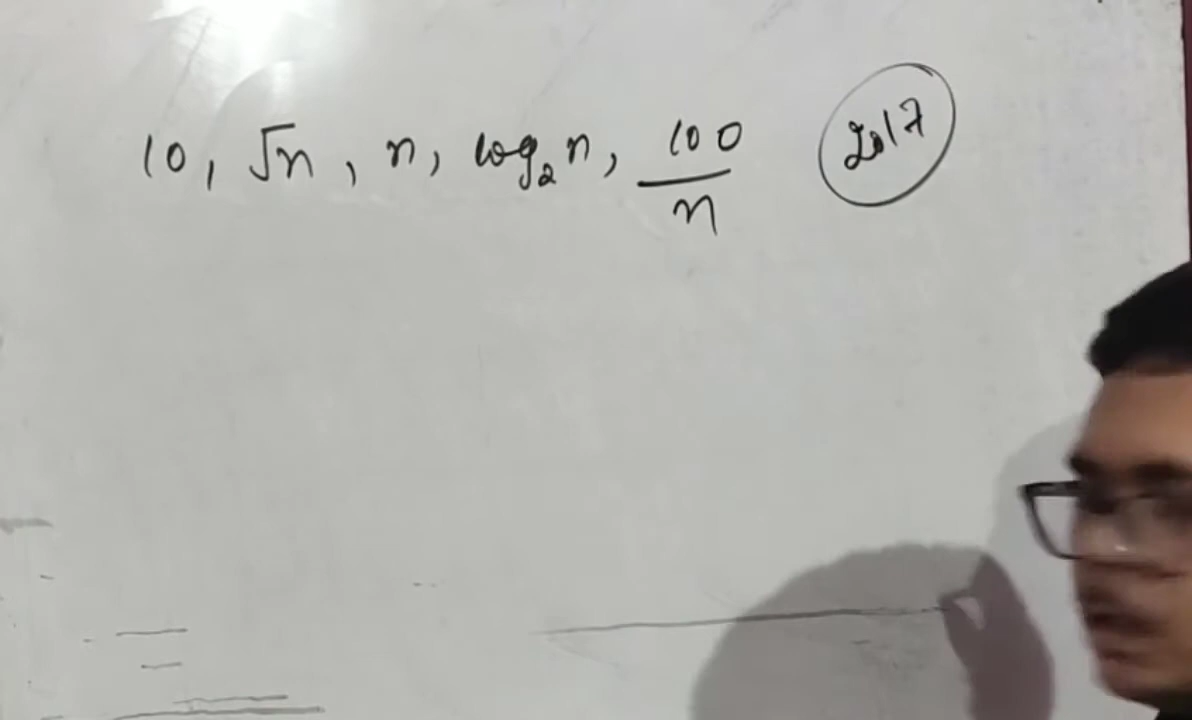 10, √n, n, log₂n, 100/n 2017